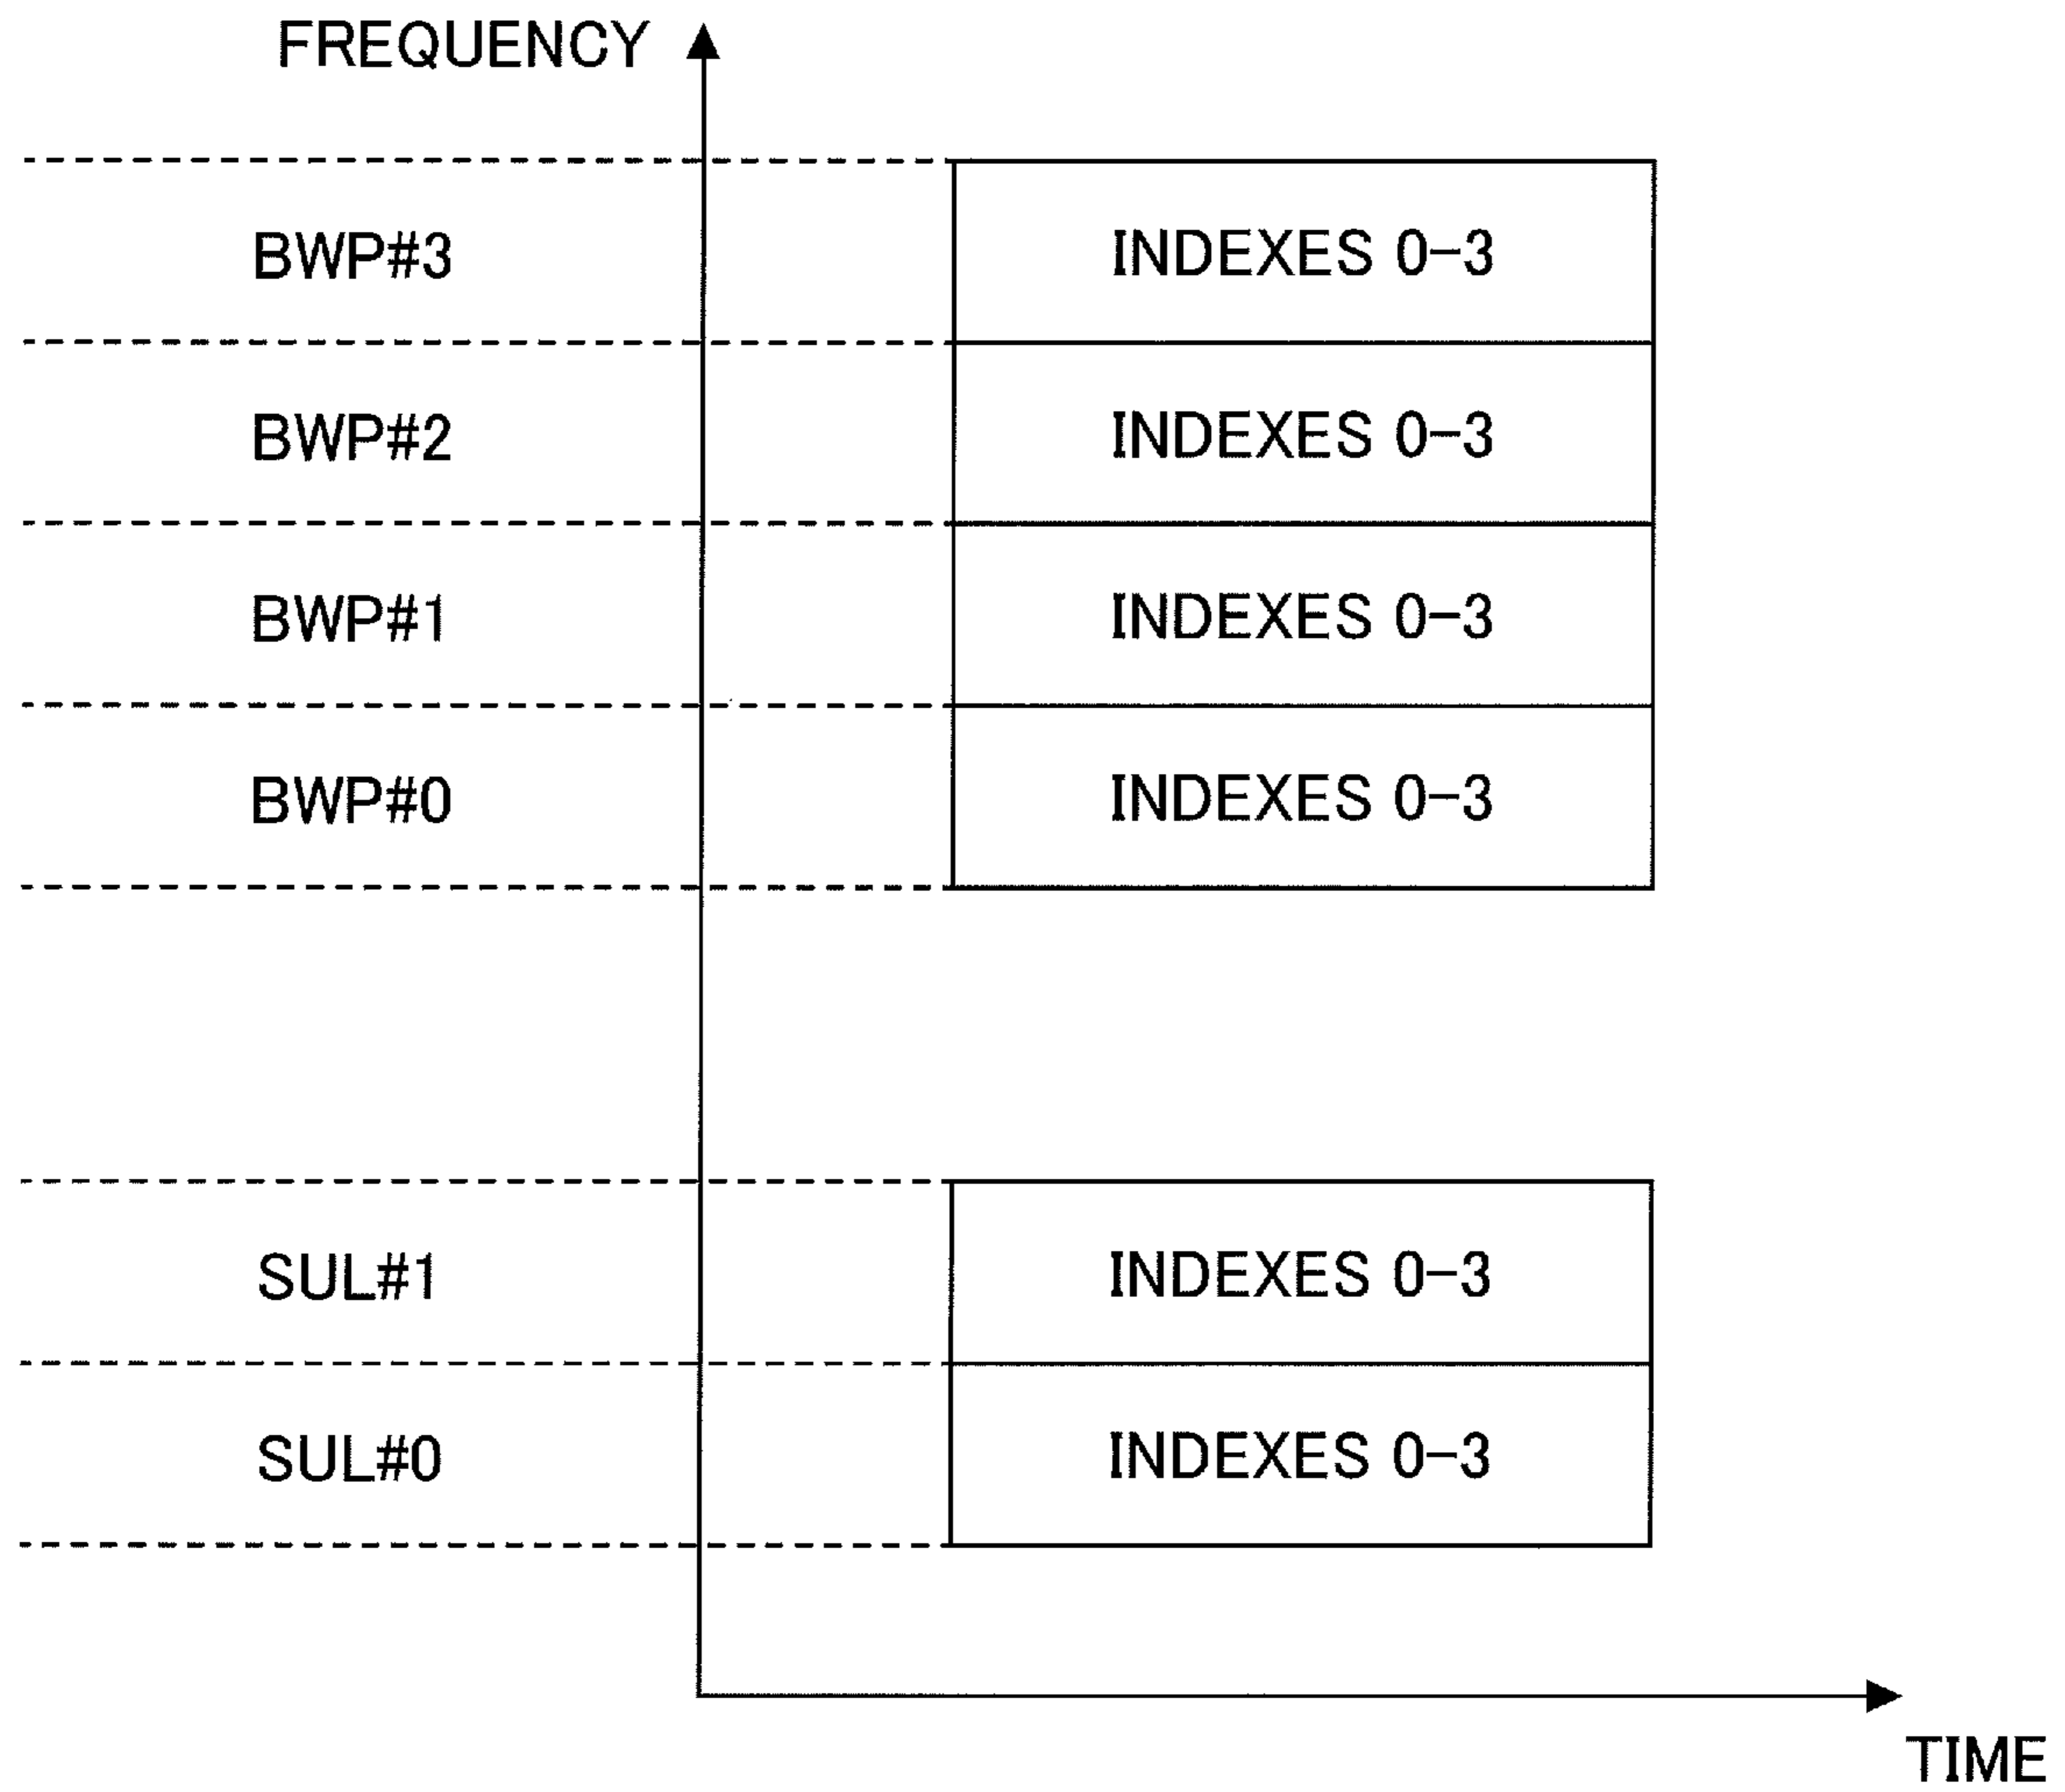 FREQUENCY
BWP#3 INDEXES 0-3
BWP#2 INDEXES 0-3
BWP#1 INDEXES 0-3
BWP#0 INDEXES 0-3
SUL#1 INDEXES 0-3
SUL#0 INDEXES 0-3
TIME